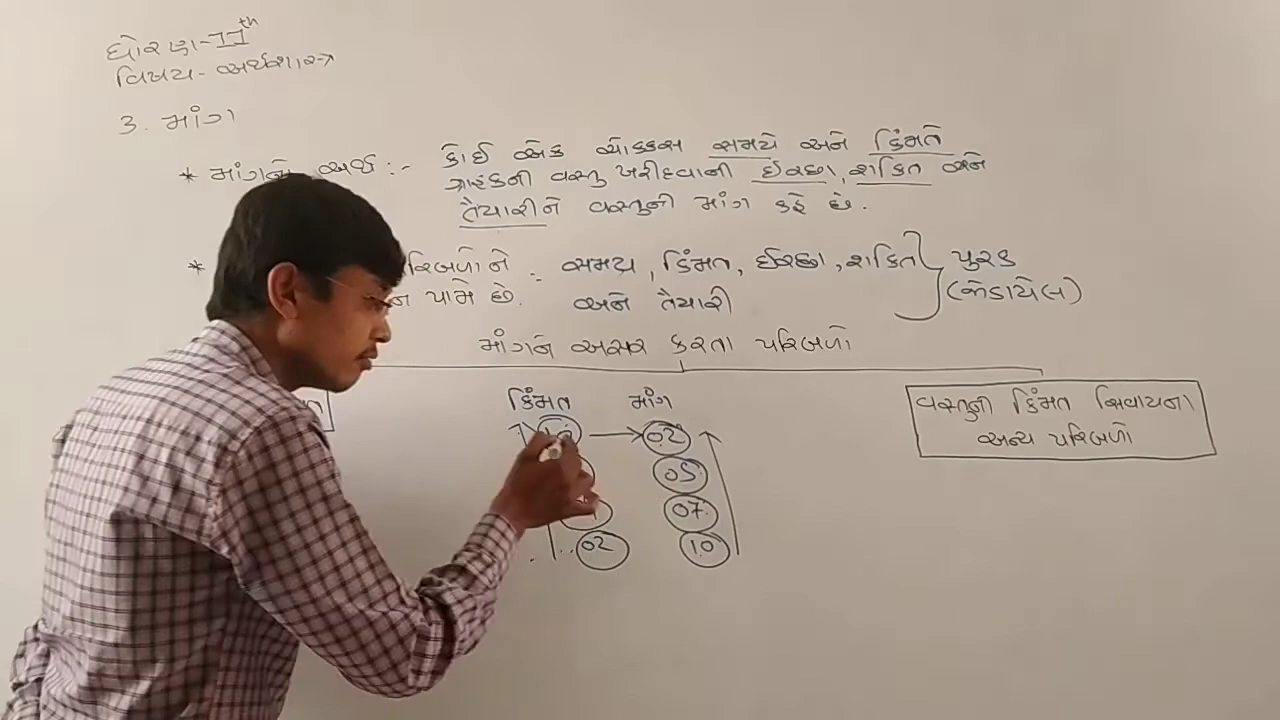 ધોરણ-11th
વિષય-અર્થશાસ્ત્ર
૩. માંગ
* માંગનો અર્થ :- કોઈ એક ચોક્કસ સમયે અને કિંમતે
ગ્રાહકની વસ્તુ ખરીદવાની ઈચ્છા, શક્તિ અને
તૈયારીને વસ્તુની માંગ કહે છે.
* રિબળોને : સમય, કિંમત, ઈચ્છા, શક્તિ પુરક
ન પામે છે. અને તૈયારી (જોડાયેલ)
માંગને અસર કરતા પરિબળો
કિંમત માંગ
02
05
07
02 10
વસ્તુની કિંમત સિવાયના
અન્ય પરિબળો